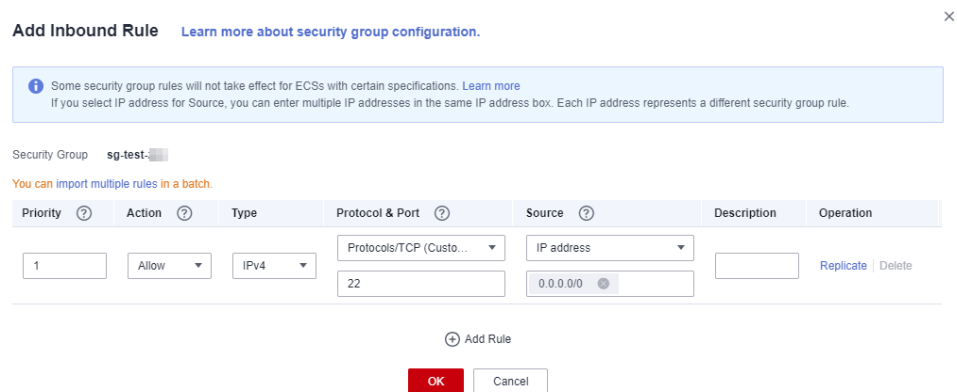 Add Inbound Rule Learn more about security group configuration.
Some security group rules will not take effect for ECSs with certain specifications. Learn more
If you select IP address for Source, you can enter multiple IP addresses in the same IP address box. Each IP address represents a different security group rule.
Security Group sg-test-
You can import multiple rules in a batch.
Priority ? Action ? Type Protocol & Port ? Source ? Description Operation
Protocols/TCP (Custo... IP address
1 Allow IPv4 Replicate Delete
22 0.0.0.0/0
Add Rule
OK Cancel